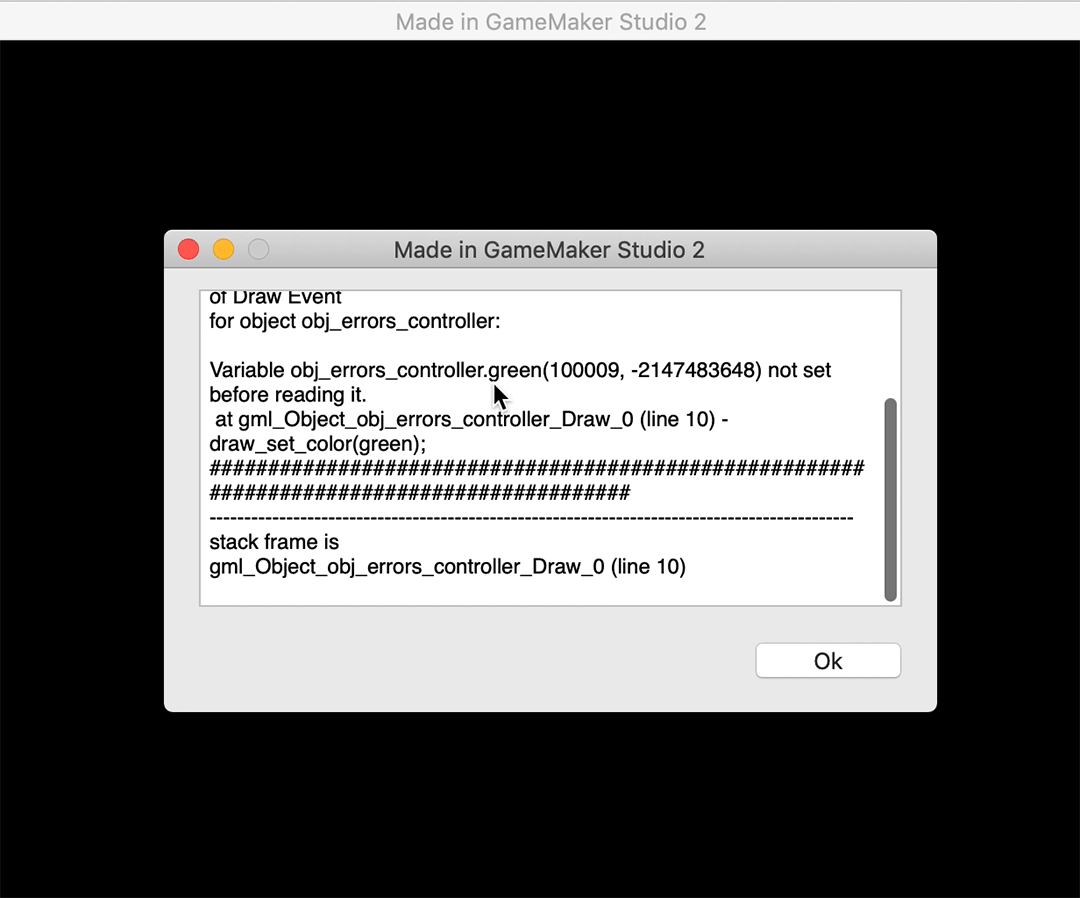 Made in GameMaker Studio 2
Made in GameMaker Studio 2
of Draw Event
for object obj_errors_controller:
Variable obj_errors_controller.green(100009, -2147483648) not set
before reading it.
at gml_Object_obj_errors_controller_Draw_0 (line 10) -
draw_set_color(green);
########################################################
####################################
--------------------------------------------------------------------------------------------
stack frame is
gml_Object_obj_errors_controller_Draw_0 (line 10)
Ok